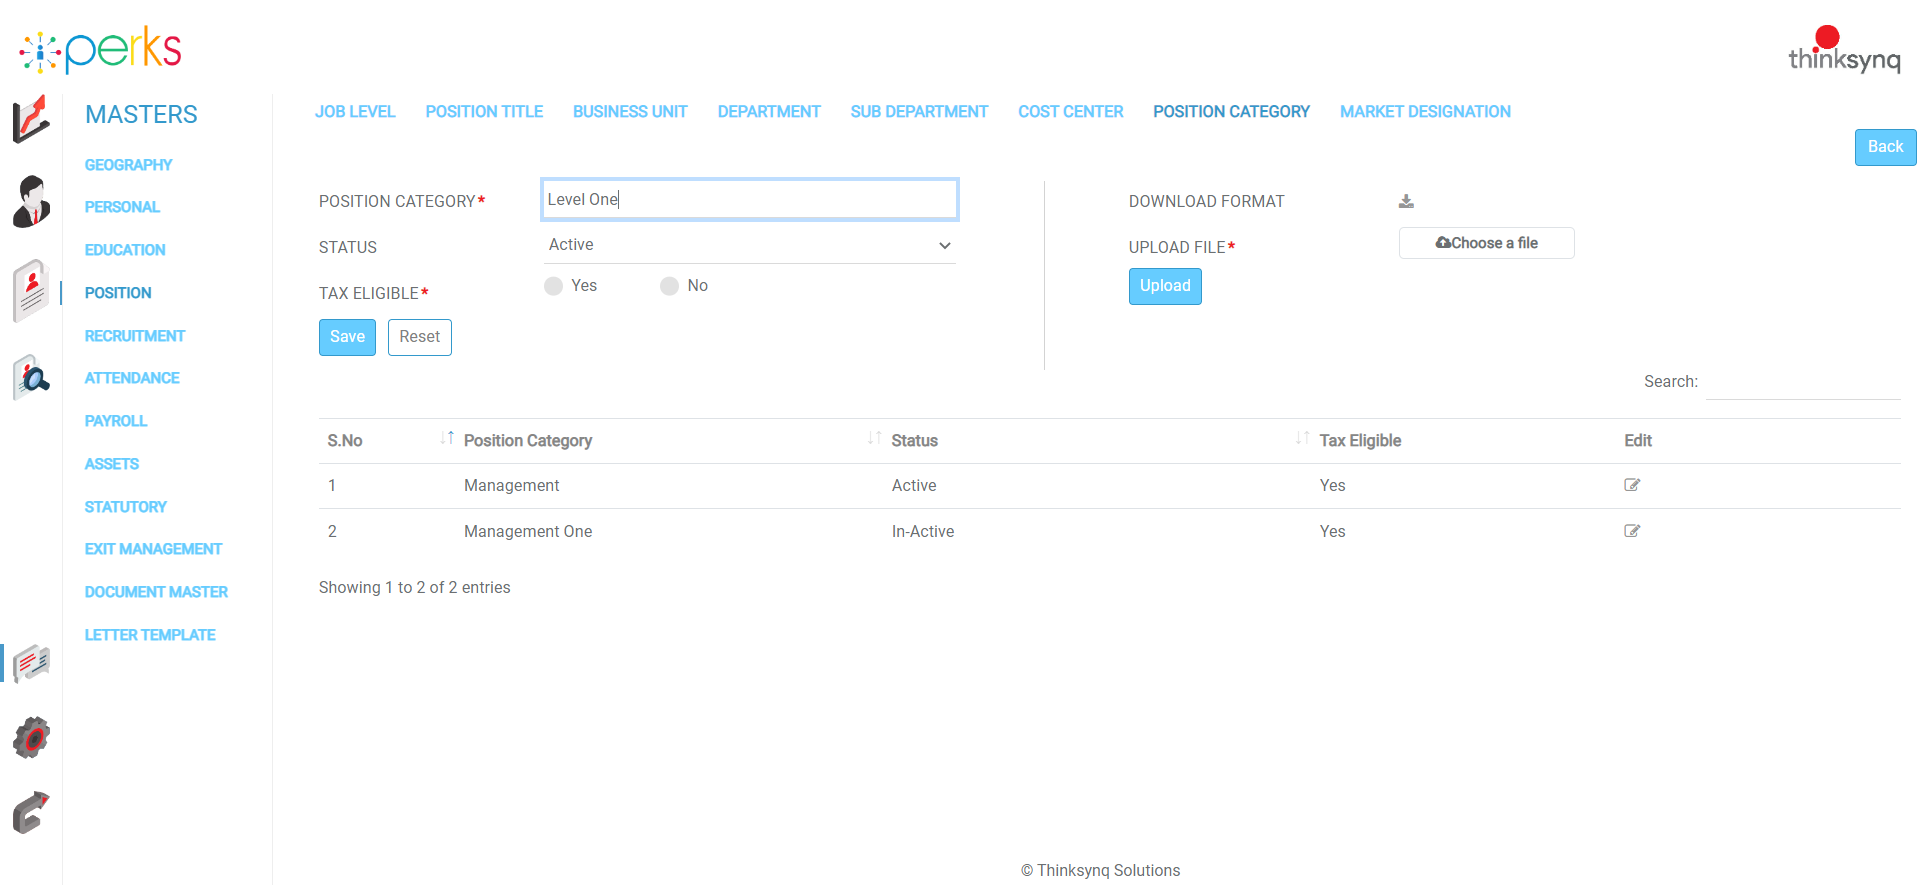 perks
thinksynq
MASTERS
GEOGRAPHY
PERSONAL
EDUCATION
POSITION
RECRUITMENT
ATTENDANCE
PAYROLL
ASSETS
STATUTORY
EXIT MANAGEMENT
DOCUMENT MASTER
LETTER TEMPLATE
JOB LEVEL POSITION TITLE BUSINESS UNIT DEPARTMENT SUB DEPARTMENT COST CENTER POSITION CATEGORY MARKET DESIGNATION
Back
POSITION CATEGORY* Level One
STATUS Active
TAX ELIGIBLE* Yes No
Save Reset
DOWNLOAD FORMAT
UPLOAD FILE* Choose a file
Upload
Search:
S.No Position Category Status Tax Eligible Edit
1 Management Active Yes
2 Management One In-Active Yes
Showing 1 to 2 of 2 entries
© Thinksynq Solutions